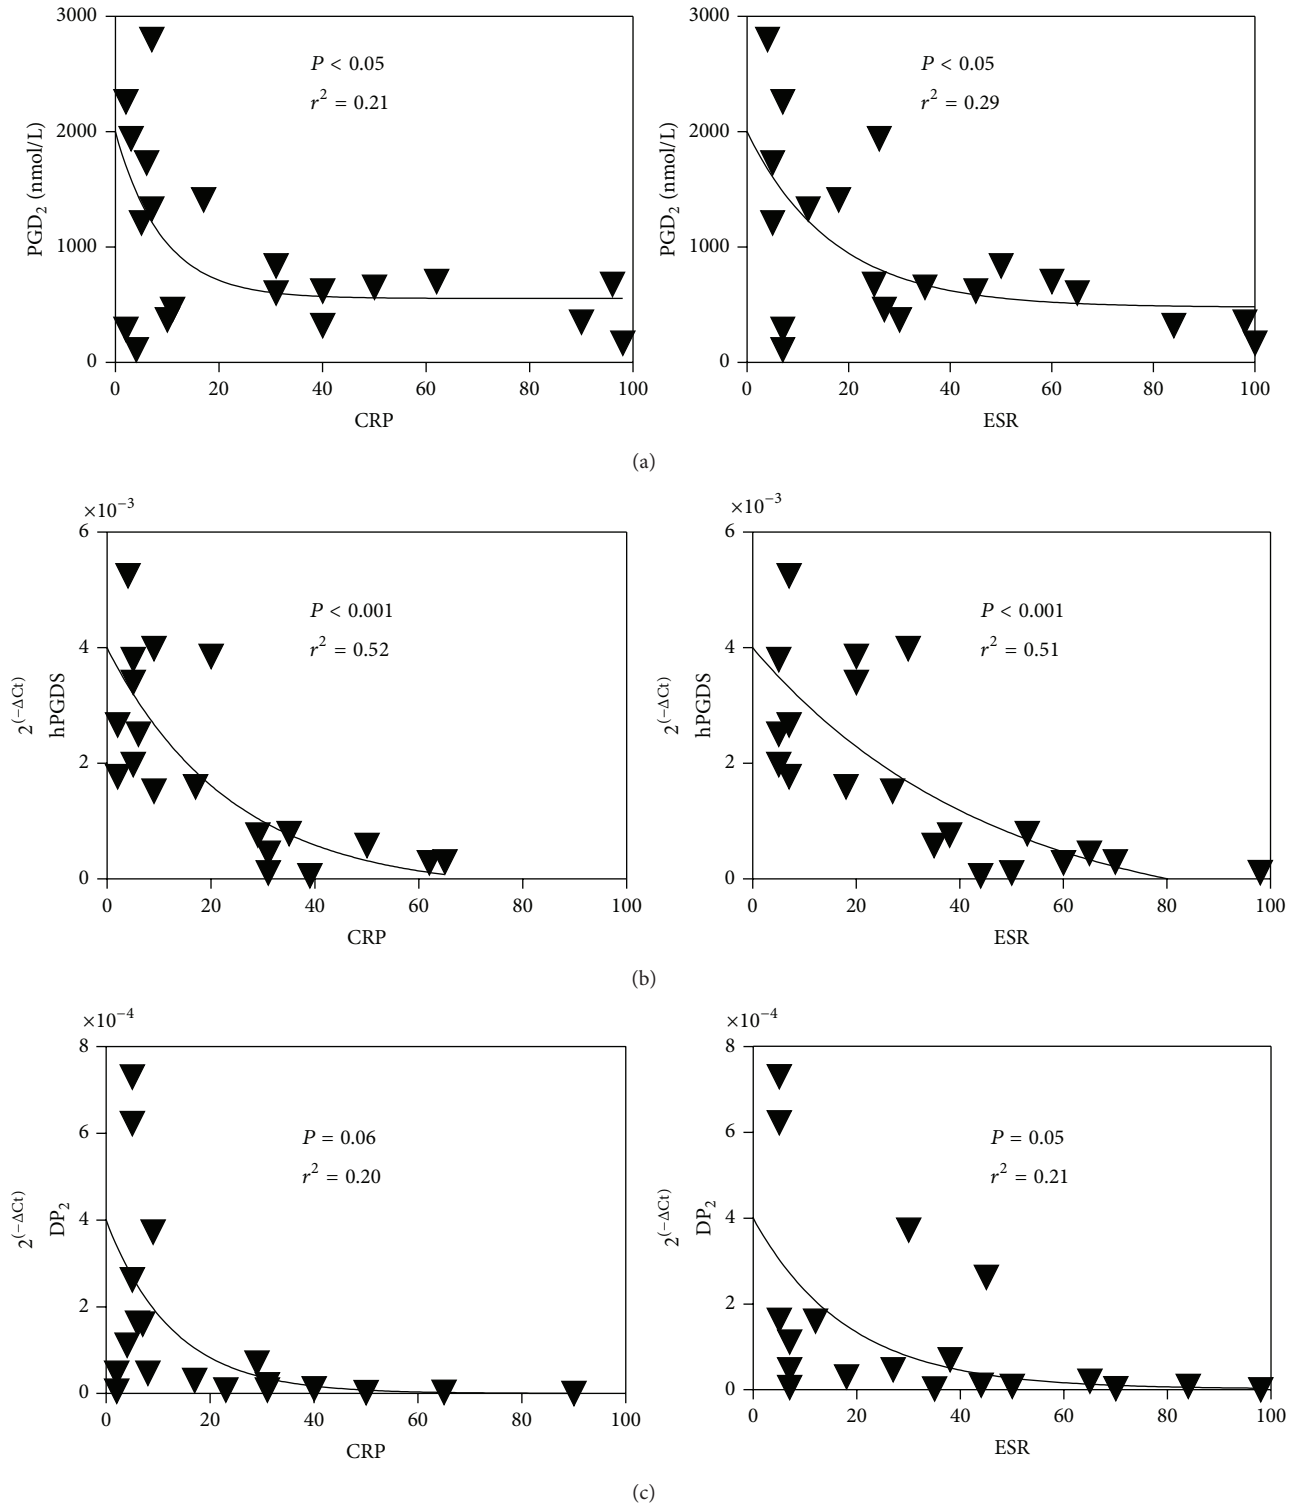 3000
2000
1000
0
PGD₂ (nmol/L)
P < 0.05
r² = 0.21
0 20 40 60 80 100
CRP
3000
2000
1000
0
PGD₂ (nmol/L)
P < 0.05
r² = 0.29
0 20 40 60 80 100
ESR
(a)
×10⁻³
6
4
2
0
2^(−ΔCt)
hPGDS
P < 0.001
r² = 0.52
0 20 40 60 80 100
CRP
×10⁻³
6
4
2
0
2^(−ΔCt)
hPGDS
P < 0.001
r² = 0.51
0 20 40 60 80 100
ESR
(b)
×10⁻⁴
8
6
4
2
0
2^(−ΔCt)
DP₂
P = 0.06
r² = 0.20
0 20 40 60 80 100
CRP
×10⁻⁴
8
6
4
2
0
2^(−ΔCt)
DP₂
P = 0.05
r² = 0.21
0 20 40 60 80 100
ESR
(c)